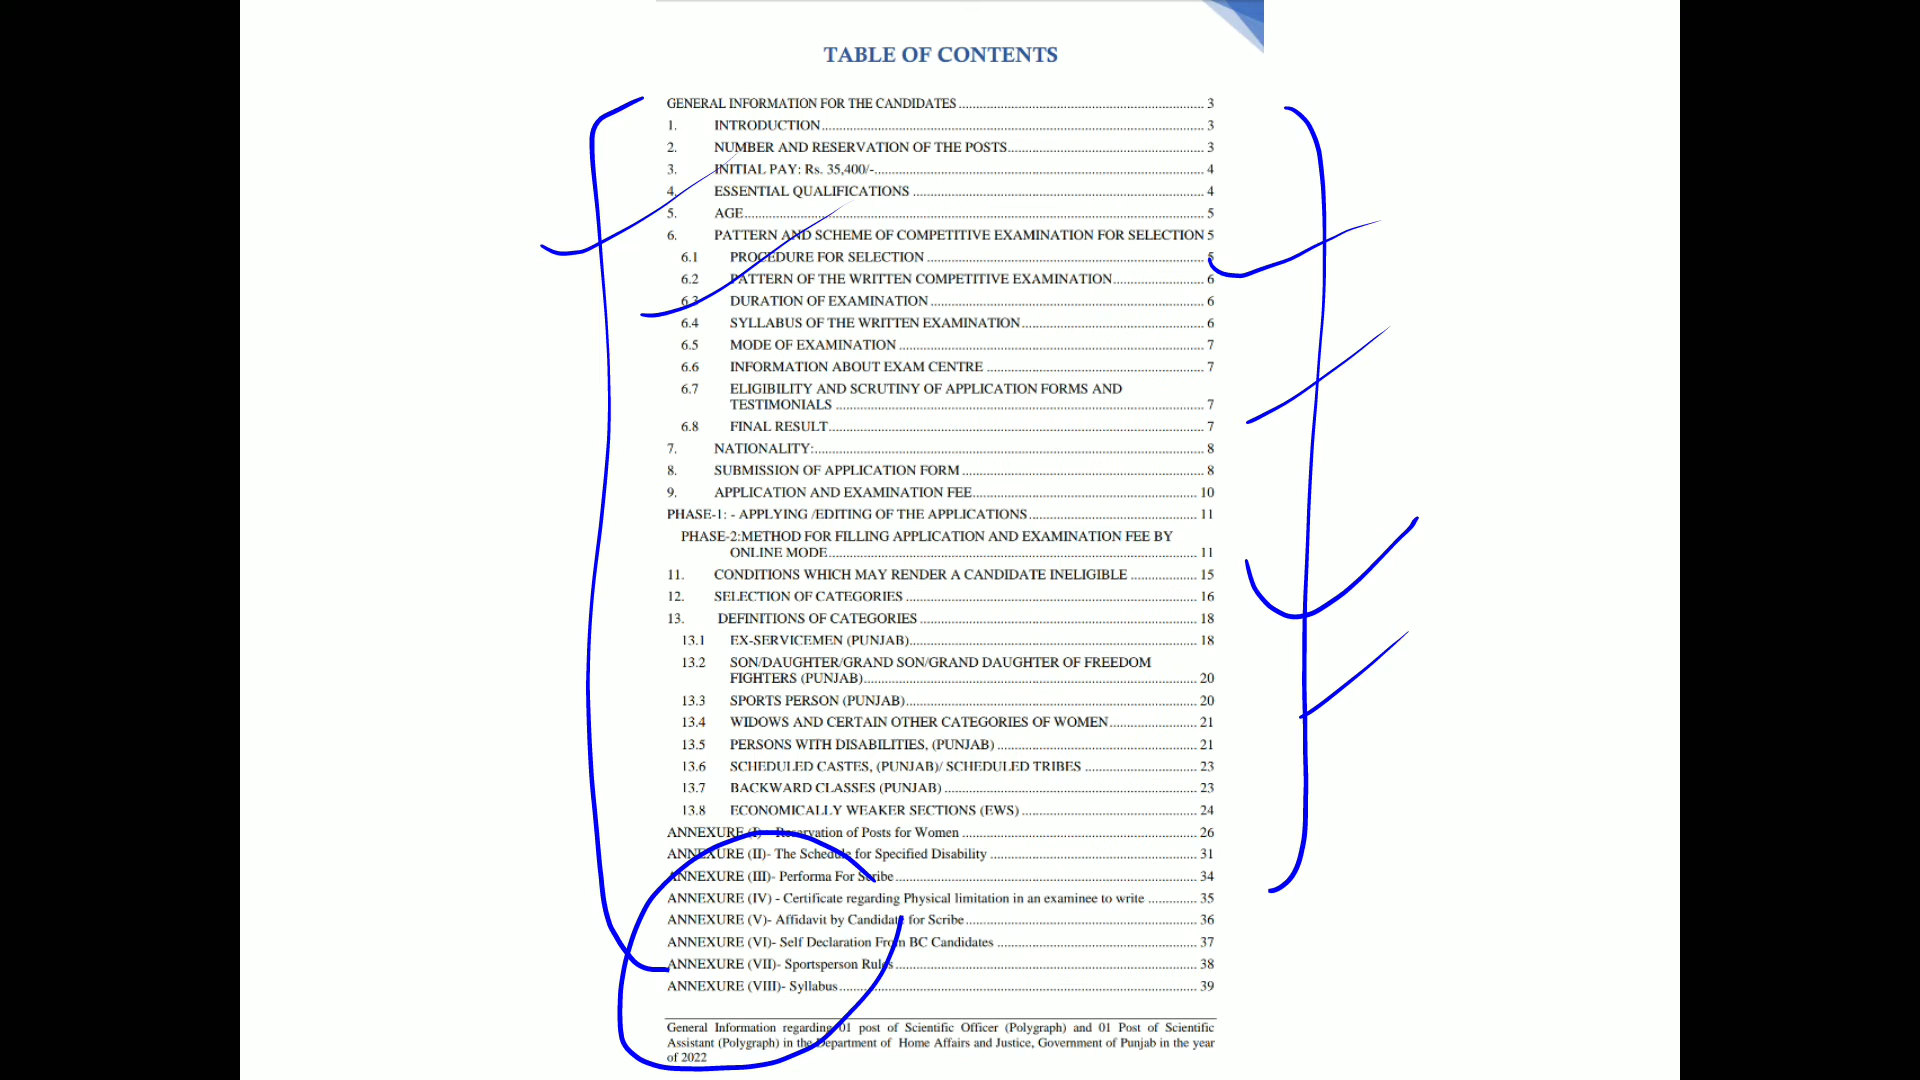 TABLE OF CONTENTS
GENERAL INFORMATION FOR THE CANDIDATES ........ 3
1. INTRODUCTION ........ 3
2. NUMBER AND RESERVATION OF THE POSTS ........ 3
3. INITIAL PAY: Rs. 35,400/- ........ 4
4. ESSENTIAL QUALIFICATIONS ........ 4
5. AGE ........ 5
6. PATTERN AND SCHEME OF COMPETITIVE EXAMINATION FOR SELECTION 5
6.1 PROCEDURE FOR SELECTION ........ 5
6.2 PATTERN OF THE WRITTEN COMPETITIVE EXAMINATION ........ 6
6.3 DURATION OF EXAMINATION ........ 6
6.4 SYLLABUS OF THE WRITTEN EXAMINATION ........ 6
6.5 MODE OF EXAMINATION ........ 7
6.6 INFORMATION ABOUT EXAM CENTRE ........ 7
6.7 ELIGIBILITY AND SCRUTINY OF APPLICATION FORMS AND
TESTIMONIALS ........ 7
6.8 FINAL RESULT ........ 7
7. NATIONALITY: ........ 8
8. SUBMISSION OF APPLICATION FORM ........ 8
9. APPLICATION AND EXAMINATION FEE ........ 10
PHASE-1: - APPLYING /EDITING OF THE APPLICATIONS ........ 11
PHASE-2:METHOD FOR FILLING APPLICATION AND EXAMINATION FEE BY
ONLINE MODE ........ 11
11. CONDITIONS WHICH MAY RENDER A CANDIDATE INELIGIBLE ........ 15
12. SELECTION OF CATEGORIES ........ 16
13. DEFINITIONS OF CATEGORIES ........ 18
13.1 EX-SERVICEMEN (PUNJAB) ........ 18
13.2 SON/DAUGHTER/GRAND SON/GRAND DAUGHTER OF FREEDOM
FIGHTERS (PUNJAB) ........ 20
13.3 SPORTS PERSON (PUNJAB) ........ 20
13.4 WIDOWS AND CERTAIN OTHER CATEGORIES OF WOMEN ........ 21
13.5 PERSONS WITH DISABILITIES, (PUNJAB) ........ 21
13.6 SCHEDULED CASTES, (PUNJAB)/ SCHEDULED TRIBES ........ 23
13.7 BACKWARD CLASSES (PUNJAB) ........ 23
13.8 ECONOMICALLY WEAKER SECTIONS (EWS) ........ 24
ANNEXURE (I) - Reservation of Posts for Women ........ 26
ANNEXURE (II)- The Schedule for Specified Disability ........ 31
ANNEXURE (III)- Performa For Scribe ........ 34
ANNEXURE (IV) - Certificate regarding Physical limitation in an examinee to write ........ 35
ANNEXURE (V)- Affidavit by Candidate for Scribe ........ 36
ANNEXURE (VI)- Self Declaration From BC Candidates ........ 37
ANNEXURE (VII)- Sportsperson Rules ........ 38
ANNEXURE (VIII)- Syllabus ........ 39
General Information regarding 01 post of Scientific Officer (Polygraph) and 01 Post of Scientific
Assistant (Polygraph) in the Department of Home Affairs and Justice, Government of Punjab in the year
of 2022